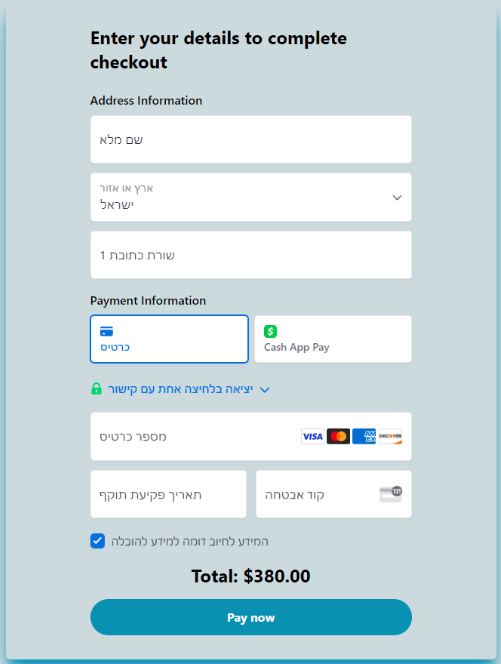 Enter your details to complete
checkout
Address Information
שם מלא
ארץ או אזור
ישראל
שורת כתובת 1
Payment Information
כרטיס
Cash App Pay
יציאה בלחיצה אחת עם קישור
מספר כרטיס
VISA
AM EX
DISCOVER
תאריך פקיעת תוקף
קוד אבטחה
135
המידע לחיוב דומה למידע להובלה
Total: $380.00
Pay now